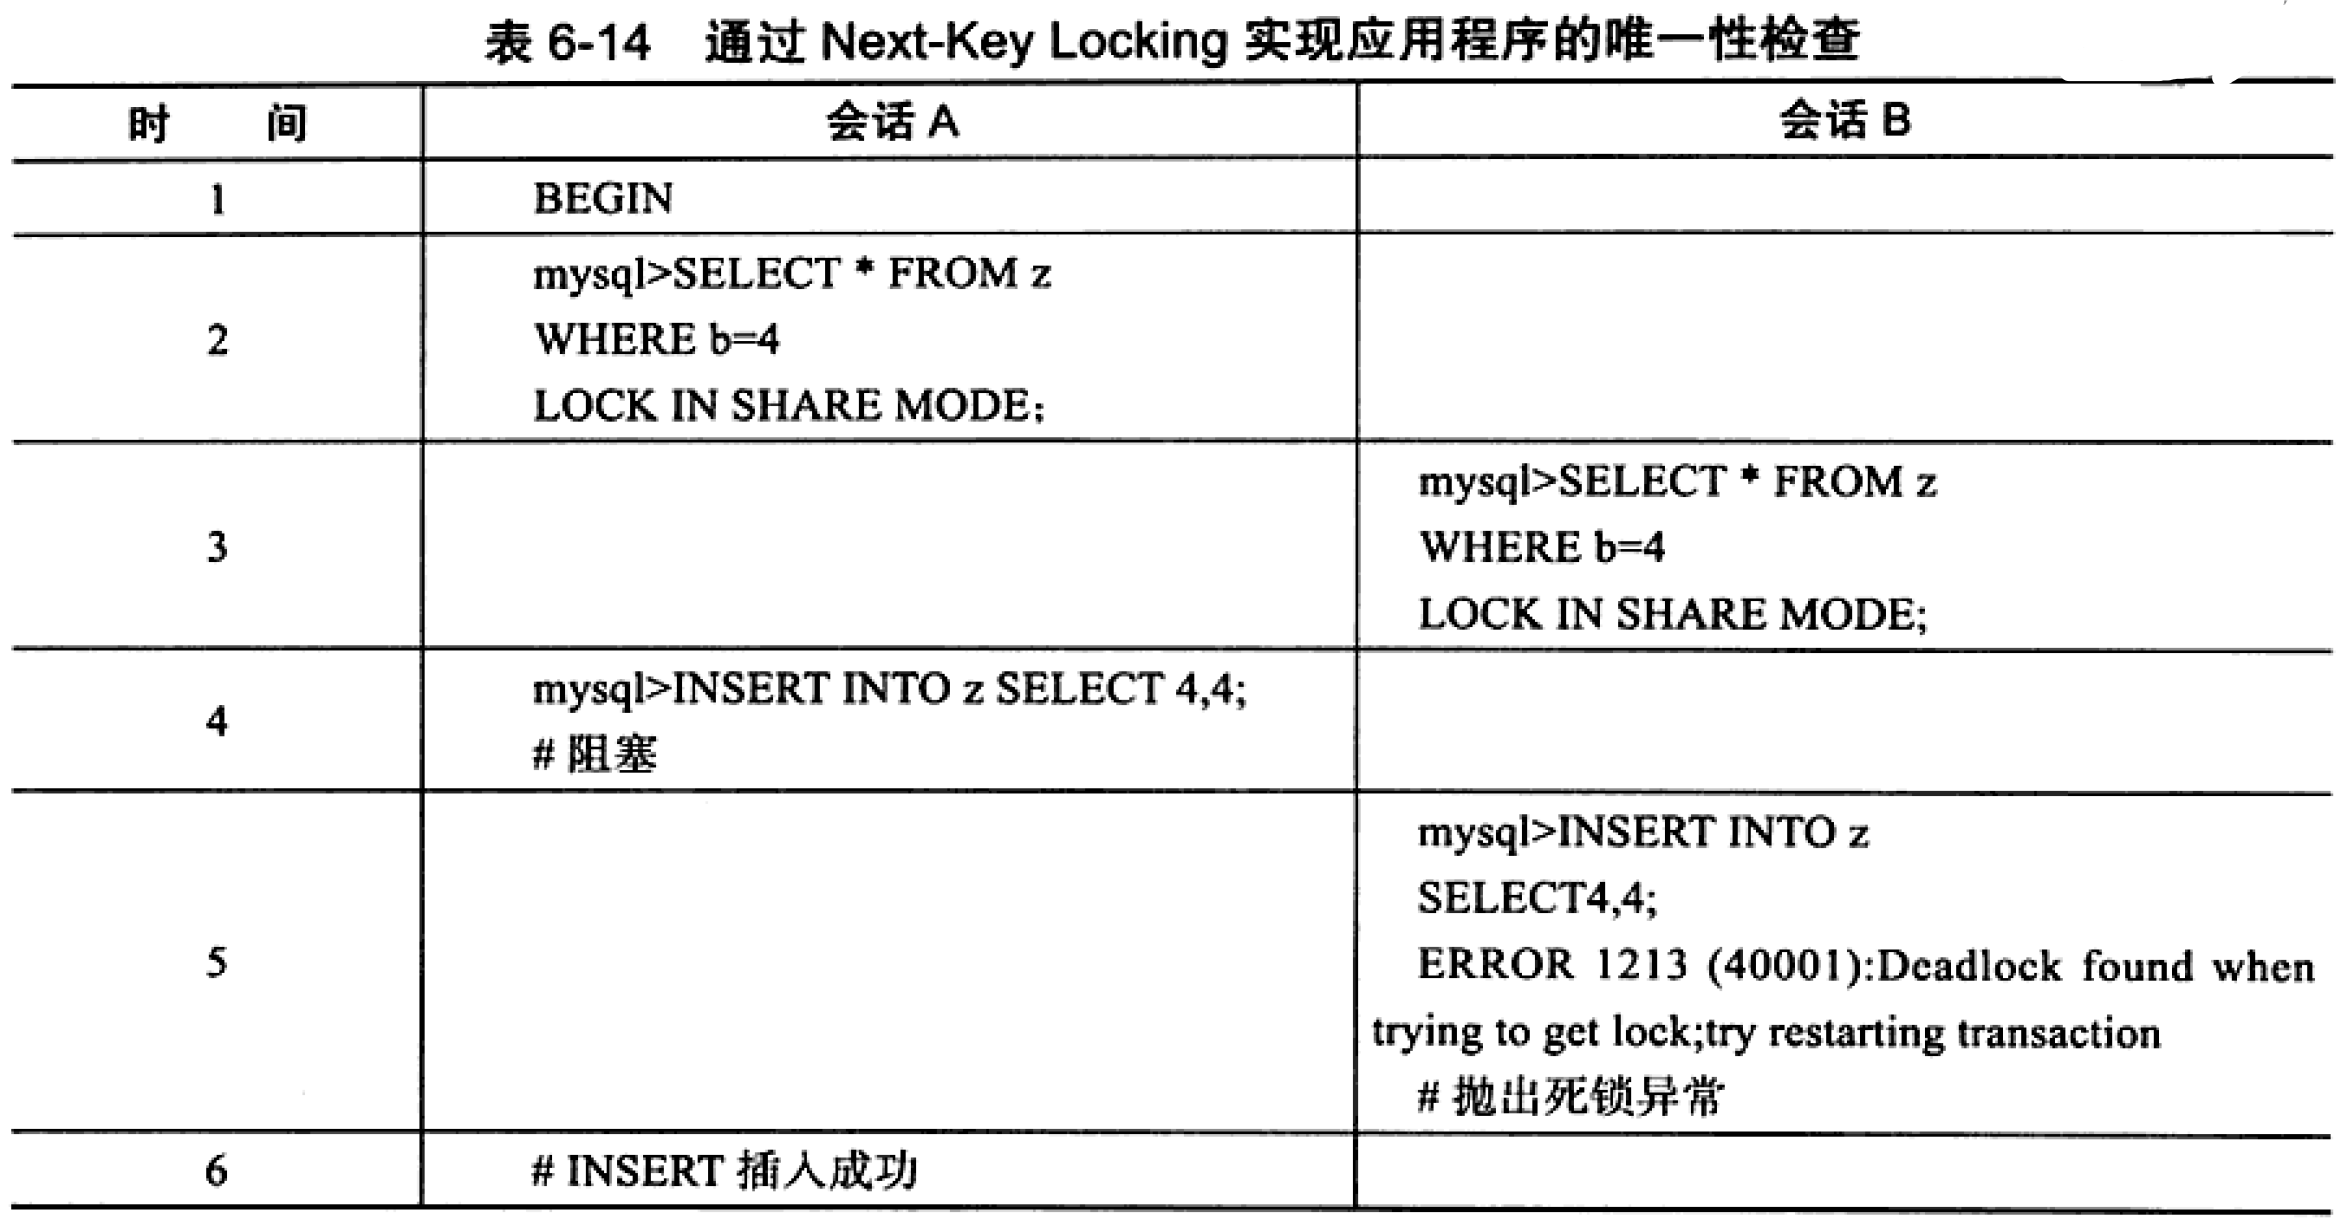 表 6-14 通过 Next-Key Locking 实现应用程序的唯一性检查
时 间 会话 A 会话 B
1 BEGIN
2
mysql>SELECT * FROM z
WHERE b=4
LOCK IN SHARE MODE;
3
mysql>SELECT * FROM z
WHERE b=4
LOCK IN SHARE MODE;
4
mysql>INSERT INTO z SELECT 4,4;
# 阻塞
5
mysql>INSERT INTO z
SELECT4,4;
ERROR 1213 (40001):Deadlock found when
trying to get lock;try restarting transaction
# 抛出死锁异常
6 # INSERT 插入成功